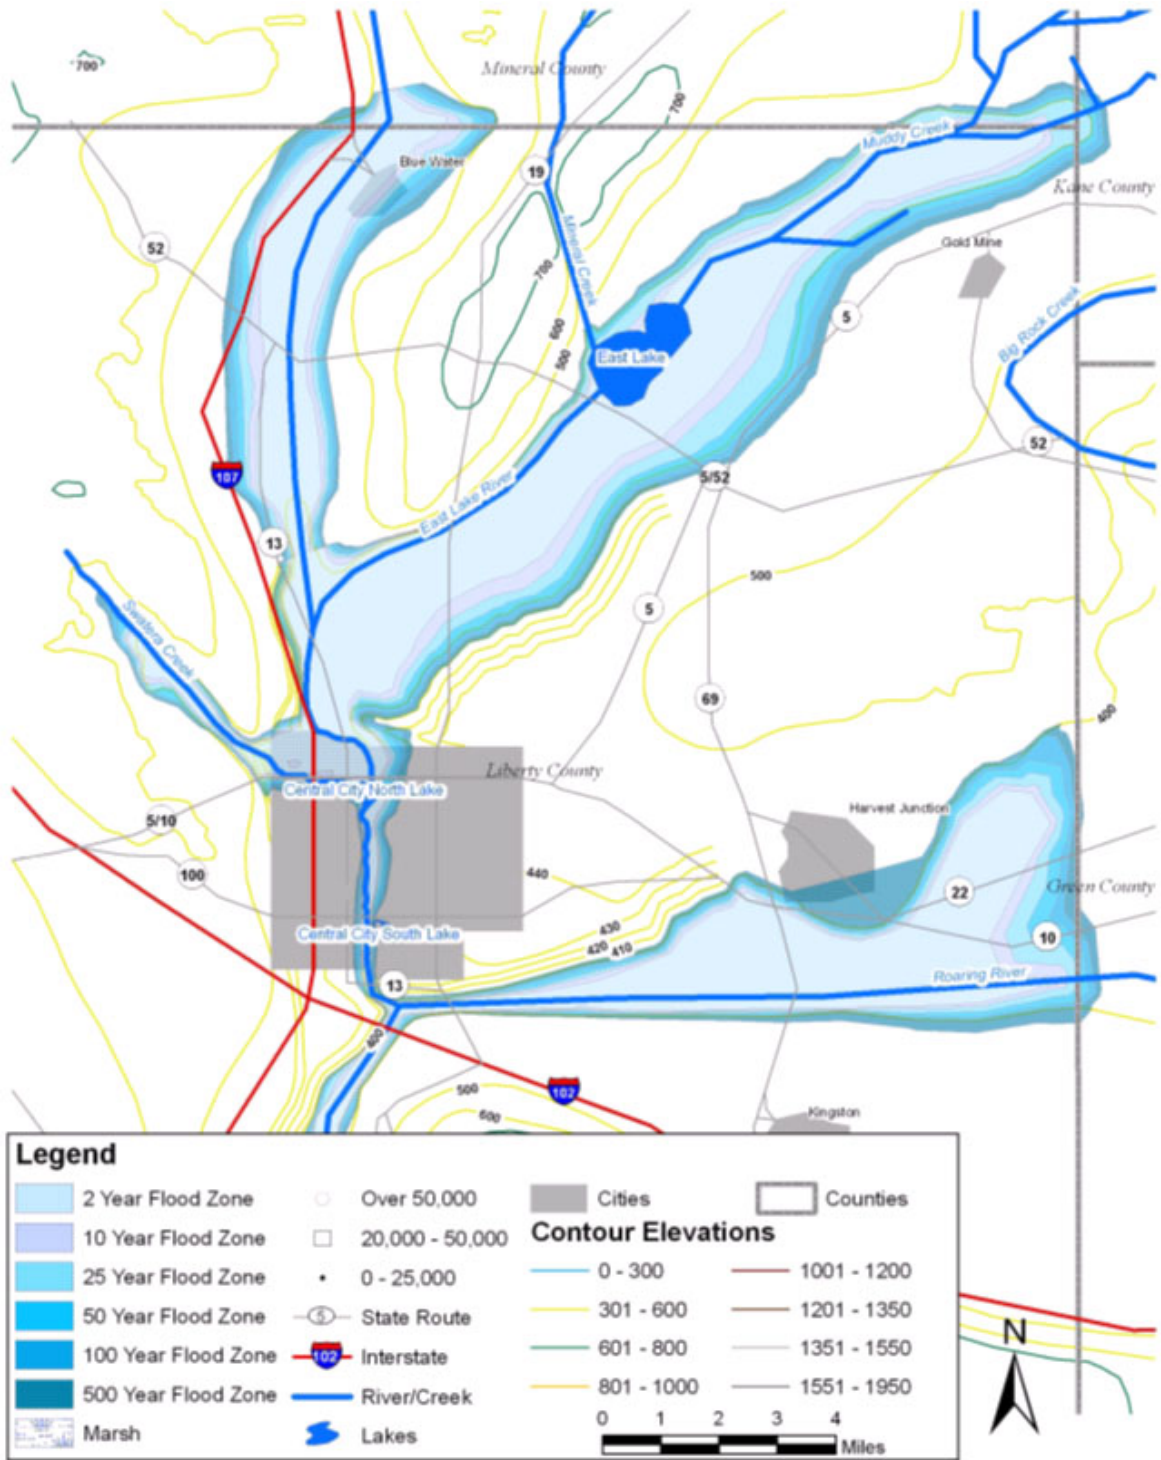 Mineral County
700
700
Muddy Creek
Blue Water
19
Kane County
Mineral Creek
52
Gold Mine
700
Big Rock Creek
5
600
East Lake
500
52
107
5/52
East Lake River
13
500
Swatera Creek
5
69
400
Liberty County
Central City North Lake
Harvest Junction
5/10
100
440
22
Green County
430
Central City South Lake
420
410
10
Roaring River
13
400
500
102
600
Kingston
Legend
2 Year Flood Zone
10 Year Flood Zone
25 Year Flood Zone
50 Year Flood Zone
100 Year Flood Zone
500 Year Flood Zone
Marsh
Over 50,000
20,000 - 50,000
0 - 25,000
5
State Route
102
Interstate
River/Creek
Lakes
Cities
Counties
Contour Elevations
0 - 300
301 - 600
601 - 800
801 - 1000
1001 - 1200
1201 - 1350
1351 - 1550
1551 - 1950
0 1 2 3 4
Miles
N